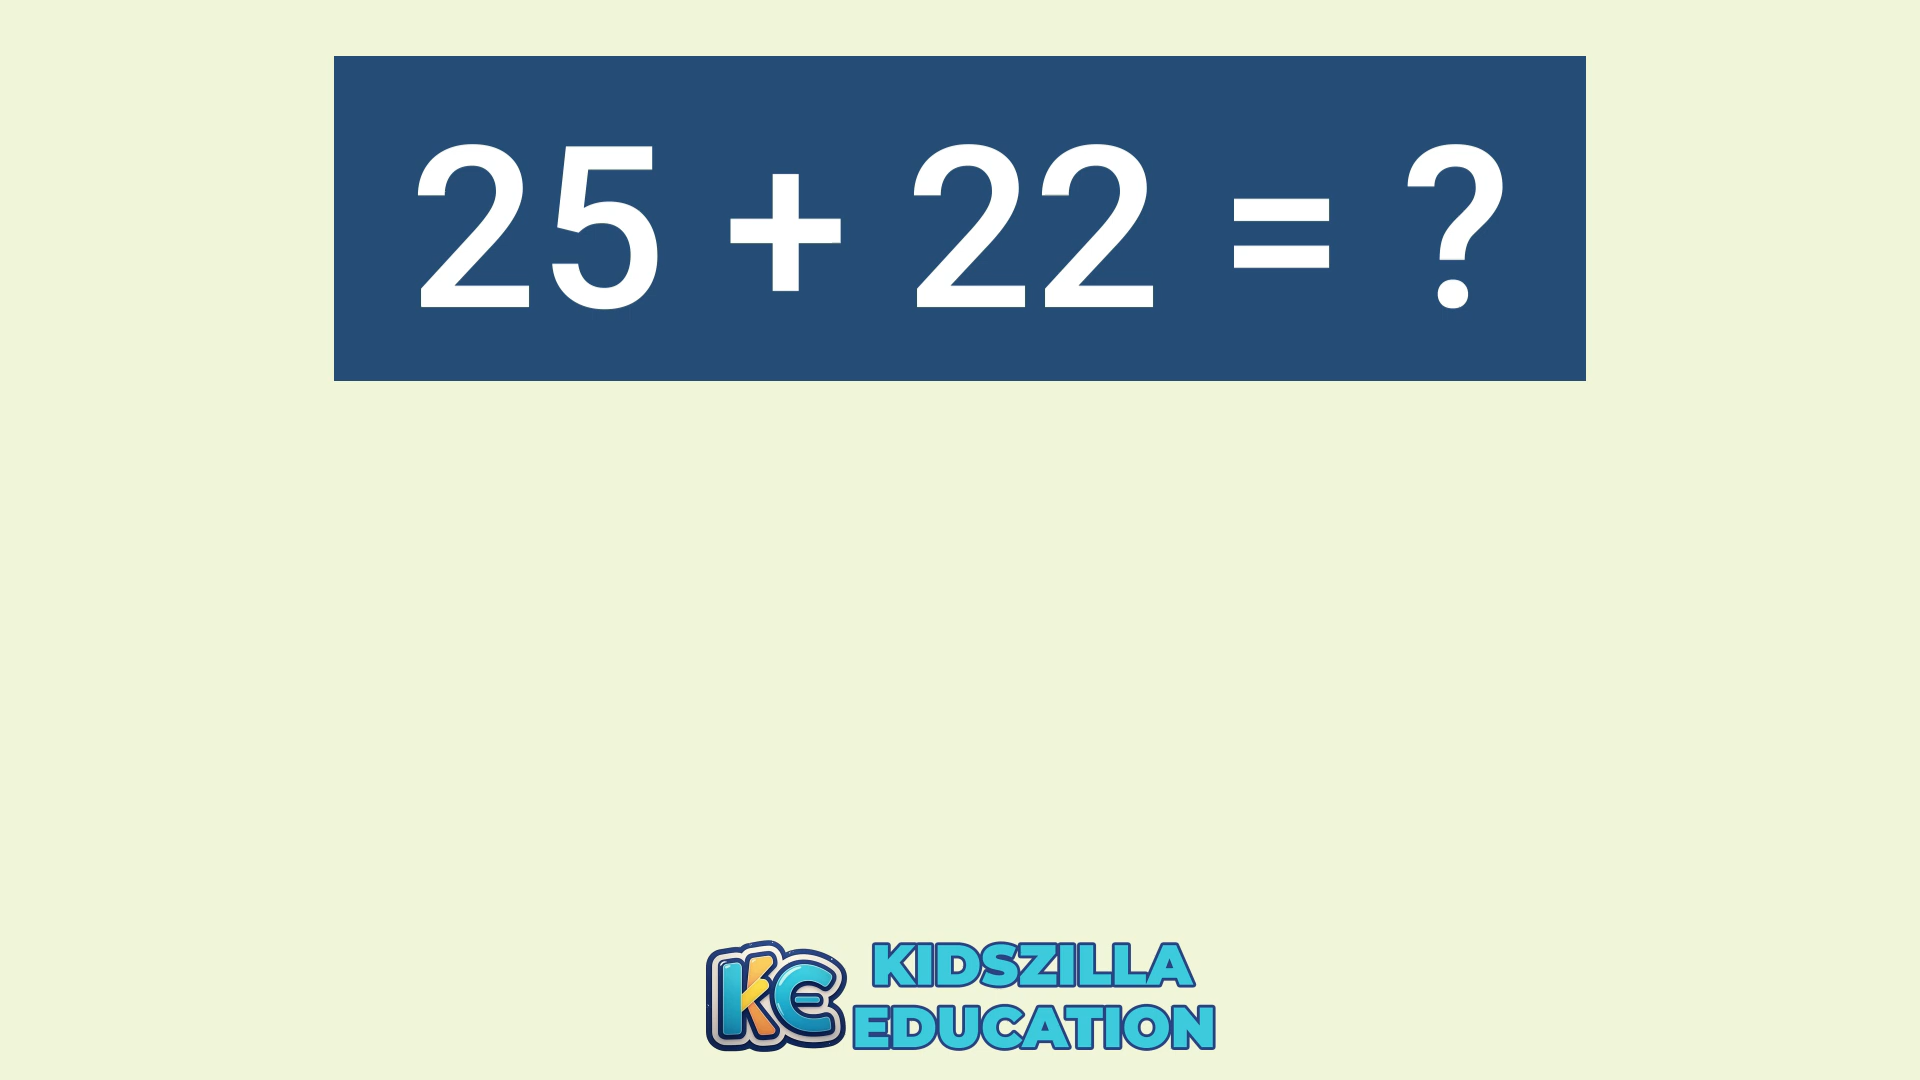 25 + 22 = ?
KE
KIDSZILLA
EDUCATION